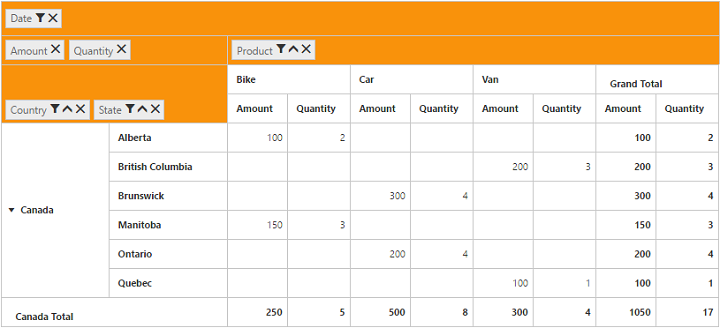 Date
Amount Quantity Product
Bike Car Van Grand Total
Country State Amount Quantity Amount Quantity Amount Quantity Amount Quantity
Alberta 100 2 100 2
British Columbia 200 3 200 3
Brunswick 300 4 300 4
Canada Manitoba 150 3 150 3
Ontario 200 4 200 4
Quebec 100 1 100 1
Canada Total 250 5 500 8 300 4 1050 17